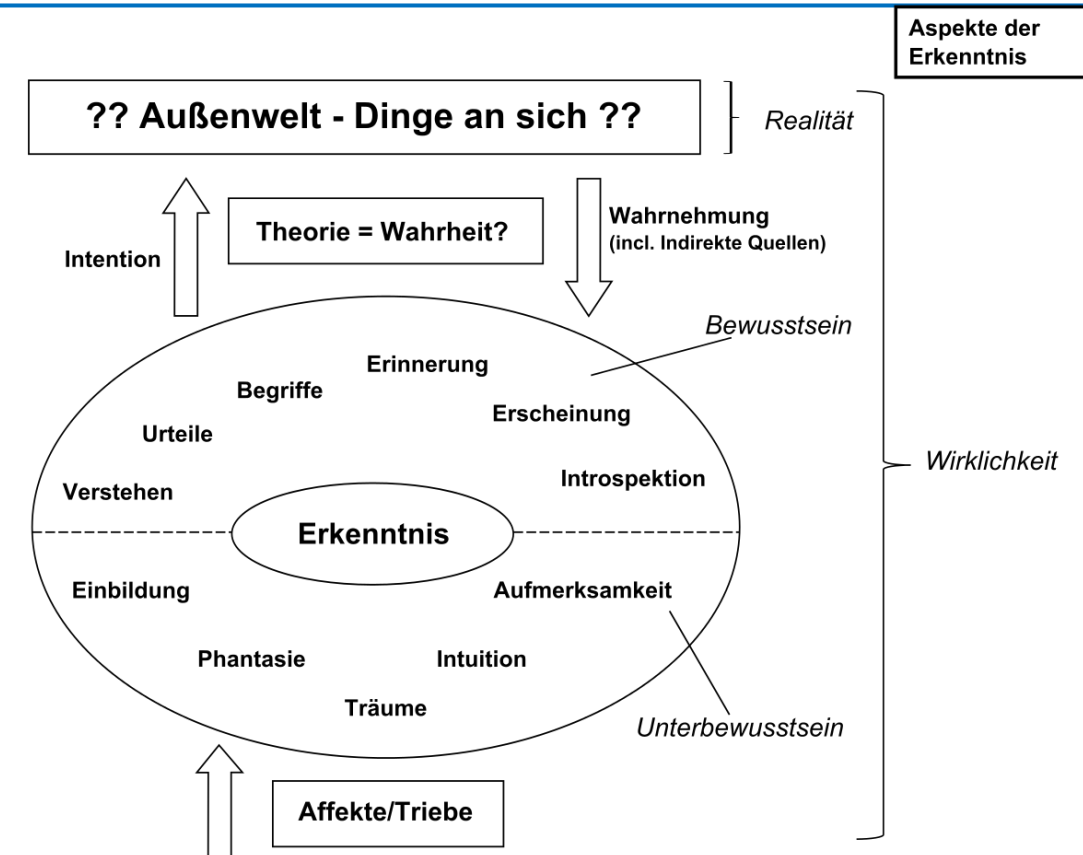 Aspekte der
Erkenntnis
?? Außenwelt - Dinge an sich ??
Realität
Theorie = Wahrheit?
Wahrnehmung
(incl. Indirekte Quellen)
Intention
Bewusstsein
Erinnerung
Begriffe
Erscheinung
Urteile
Wirklichkeit
Introspektion
Verstehen
Erkenntnis
Einbildung
Aufmerksamkeit
Phantasie
Intuition
Träume
Unterbewusstsein
Affekte/Triebe